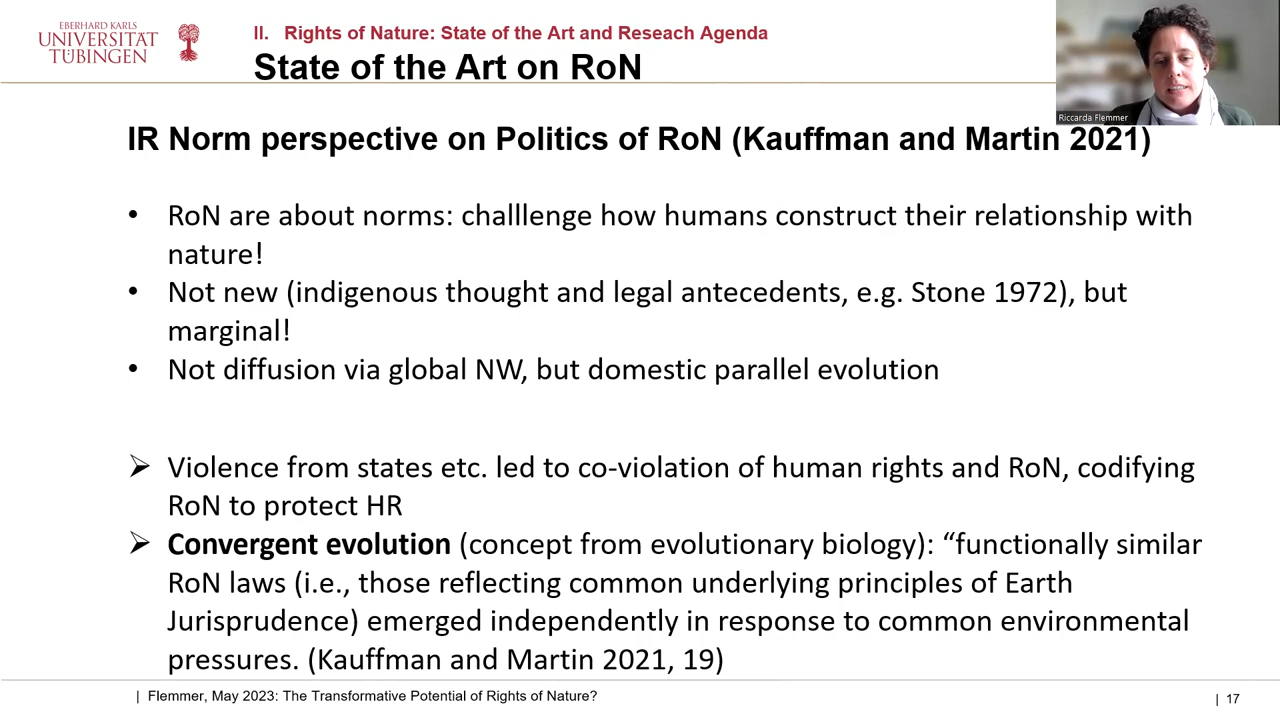 EBERHARD KARLS
UNIVERSITÄT
TÜBINGEN
II. Rights of Nature: State of the Art and Reseach Agenda
State of the Art on RoN
Riccarda Flemmer
IR Norm perspective on Politics of RoN (Kauffman and Martin 2021)
• RoN are about norms: challlenge how humans construct their relationship with
nature!
• Not new (indigenous thought and legal antecedents, e.g. Stone 1972), but
marginal!
• Not diffusion via global NW, but domestic parallel evolution
➢ Violence from states etc. led to co-violation of human rights and RoN, codifying
RoN to protect HR
➢ Convergent evolution (concept from evolutionary biology): “functionally similar
RoN laws (i.e., those reflecting common underlying principles of Earth
Jurisprudence) emerged independently in response to common environmental
pressures. (Kauffman and Martin 2021, 19)
| Flemmer, May 2023: The Transformative Potential of Rights of Nature?
| 17